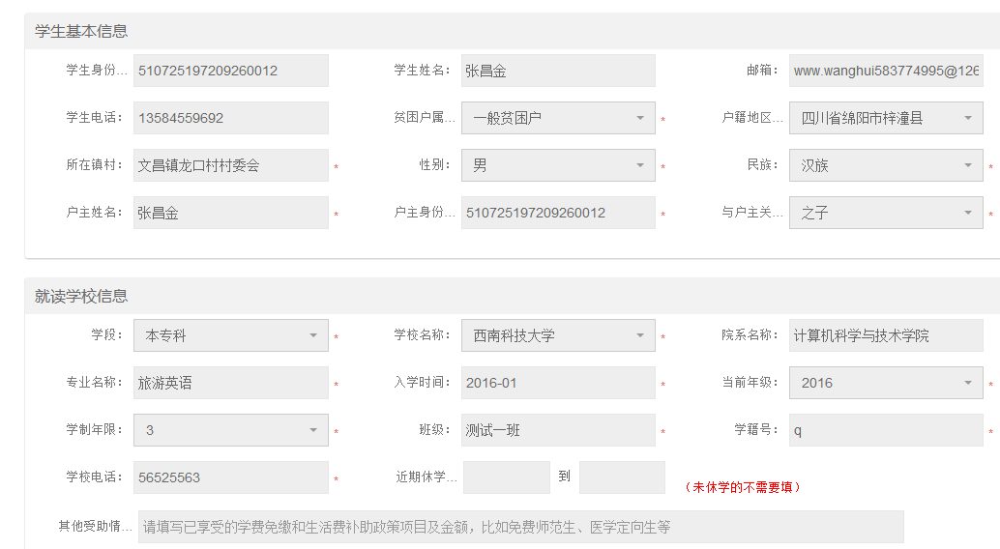 学生基本信息
学生身份... 510725197209260012 学生姓名： 张昌金 邮箱： www.wanghui583774995@126
学生电话： 13584559692 贫困户属... 一般贫困户 * 户籍地区... 四川省绵阳市梓潼县
所在镇村： 文昌镇龙口村村委会 * 性别： 男 * 民族： 汉族 *
户主姓名： 张昌金 * 户主身份... 510725197209260012 * 与户主关... 之子 *
就读学校信息
学段： 本专科 * 学校名称： 西南科技大学 * 院系名称： 计算机科学与技术学院
专业名称： 旅游英语 * 入学时间： 2016-01 * 当前年级： 2016 *
学制年限： 3 * 班级： 测试一班 * 学籍号： q *
学校电话： 56525563 * 近期休学... 到 （未休学的不需要填）
其他受助情... 请填写已享受的学费免缴和生活费补助政策项目及金额，比如免费师范生、医学定向生等